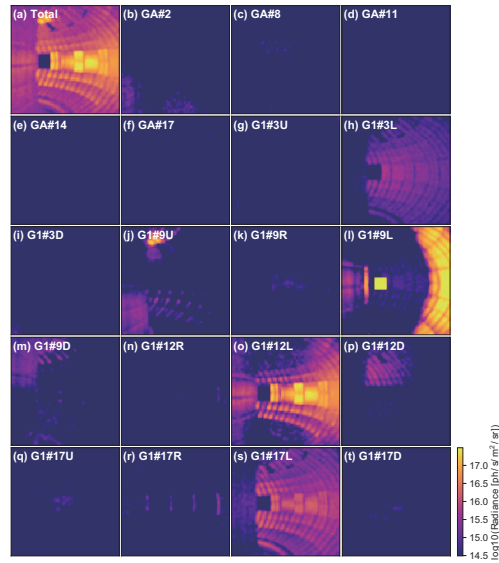 (a) Total
(b) GA#2
(c) GA#8
(d) GA#11
(e) GA#14
(f) GA#17
(g) G1#3U
(h) G1#3L
(i) G1#3D
(j) G1#9U
(k) G1#9R
(l) G1#9L
(m) G1#9D
(n) G1#12R
(o) G1#12L
(p) G1#12D
(q) G1#17U
(r) G1#17R
(s) G1#17L
(t) G1#17D
17.0
16.5
16.0
15.5
15.0
14.5
log10(Radiance [ph/s/m²/sr])